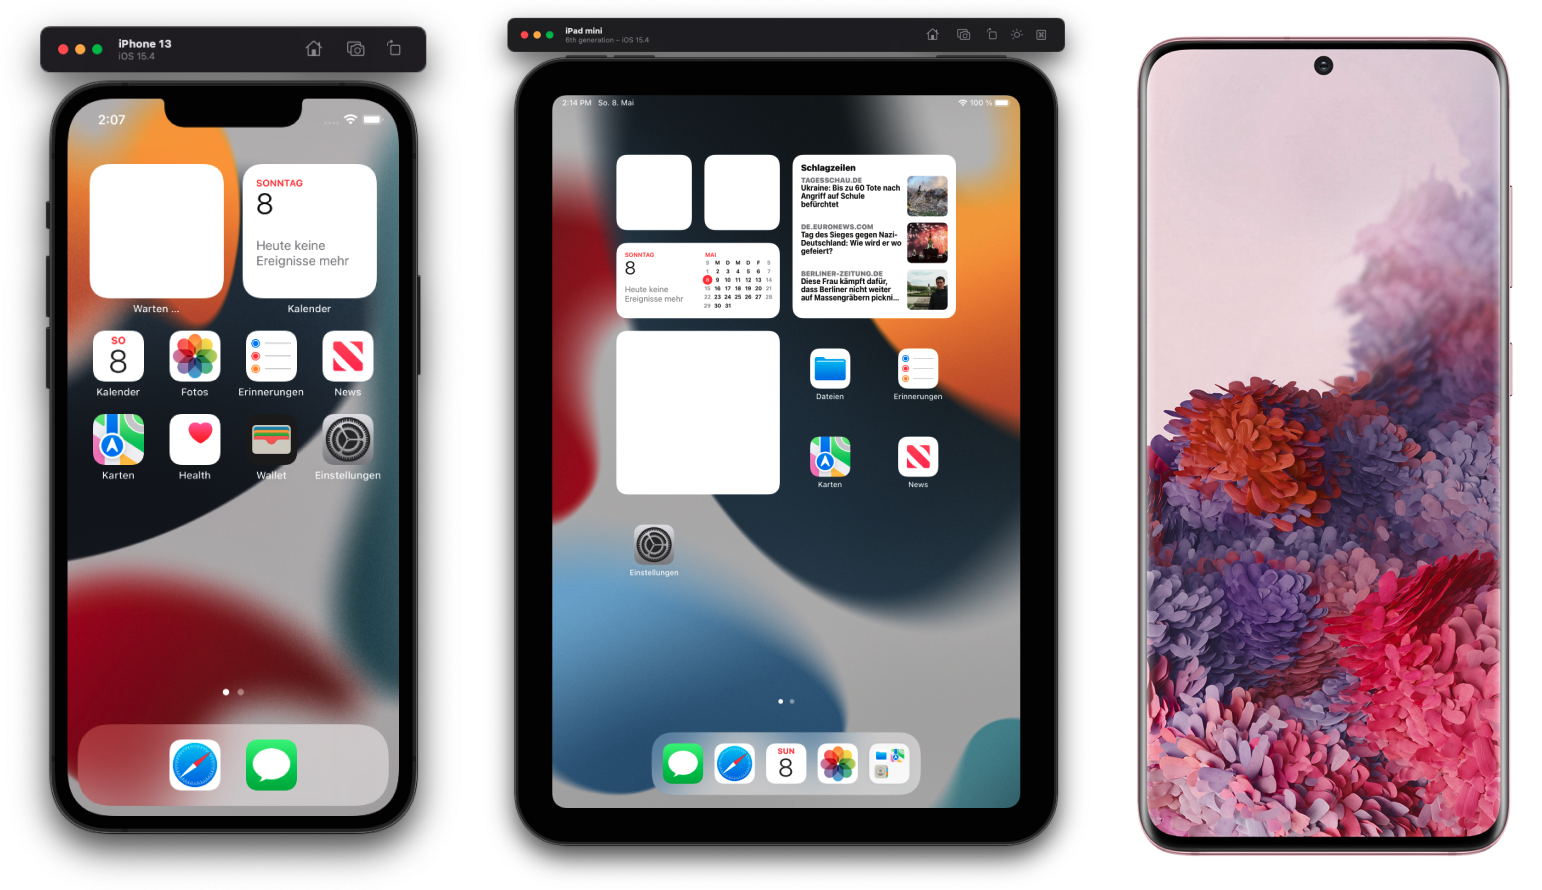 iPhone 13
iOS 15.4
2:07
SONNTAG
8
Heute keine
Ereignisse mehr
Warten ...
Kalender
SO
8
Kalender
Fotos
Erinnerungen
News
Karten
Health
Wallet
Einstellungen
iPad mini
6th generation – iOS 15.4
2:14 PM So. 8. Mai
100 %
Schlagzeilen
TAGESSCHAU.DE
Ukraine: Bis zu 60 Tote nach
Angriff auf Schule
befürchtet
DE.EURONEWS.COM
Tag des Sieges gegen Nazi-
Deutschland: Wie wird er wo
gefeiert?
BERLINER-ZEITUNG.DE
Diese Frau kämpft dafür,
dass Berliner nicht weiter
auf Massengräbern pickni...
SONNTAG
8
Heute keine
Ereignisse mehr
MAI
S M D M D F S
1 2 3 4 5 6 7
8 9 10 11 12 13 14
15 16 17 18 19 20 21
22 23 24 25 26 27 28
29 30 31
Dateien
Erinnerungen
Karten
News
Einstellungen
SUN
8